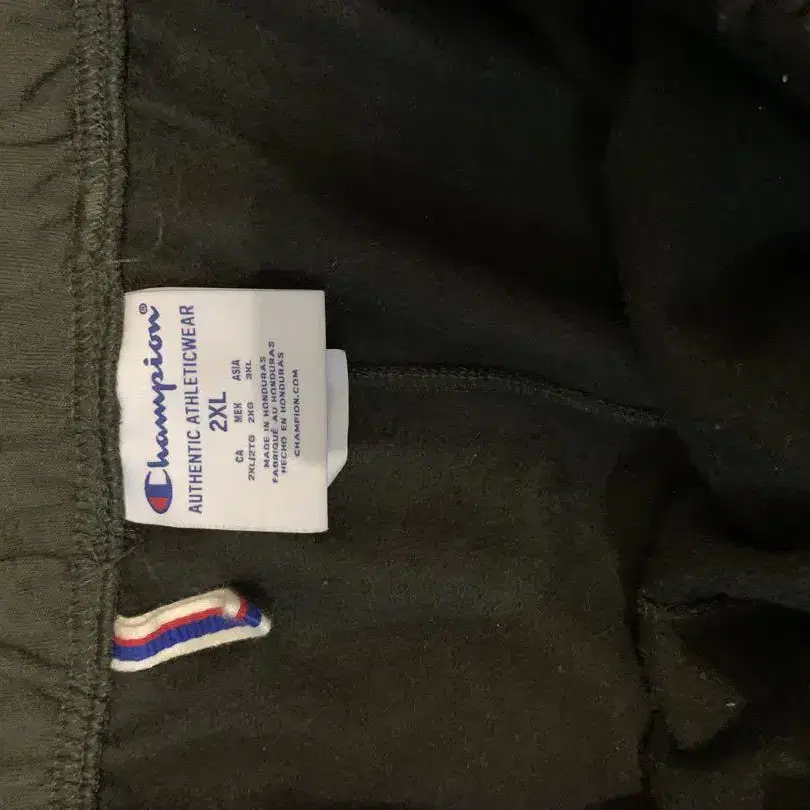 Champion®
AUTHENTIC ATHLETICWEAR
2XL
CA MEX ASIA
2XL/2TG 2XG 3XL
MADE IN HONDURAS
FABRIQUÉ AU HONDURAS
HECHO EN HONDURAS
CHAMPION.COM